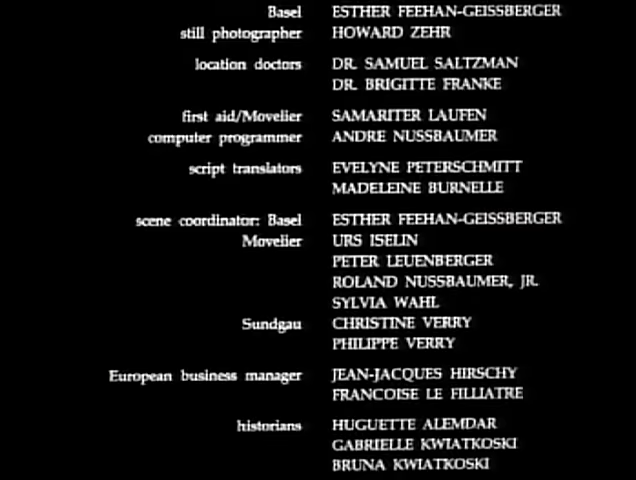 Basel ESTHER FEEHAN-GEISSBERGER
still photographer HOWARD ZEHR
location doctors DR. SAMUEL SALTZMAN
DR. BRIGITTE FRANKE
first aid/Movelier SAMARITER LAUFEN
computer programmer ANDRE NUSSBAUMER
script translators EVELYNE PETERSCHMITT
MADELEINE BURNELLE
scene coordinator: Basel ESTHER FEEHAN-GEISSBERGER
Movelier URS ISELIN
PETER LEUENBERGER
ROLAND NUSSBAUMER, JR.
SYLVIA WAHL
Sundgau CHRISTINE VERRY
PHILIPPE VERRY
European business manager JEAN-JACQUES HIRSCHY
FRANCOISE LE FILLIATRE
historians HUGUETTE ALEMDAR
GABRIELLE KWIATKOSKI
BRUNA KWIATKOSKI